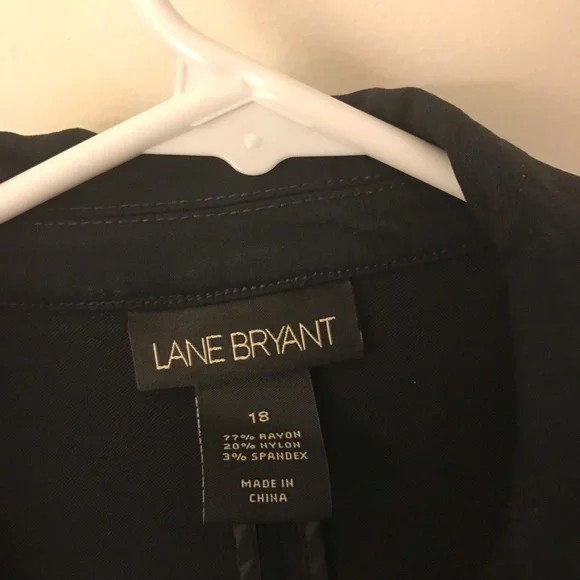 LANE BRYANT
18
77% RAYON
20% NYLON
3% SPANDEX
MADE IN
CHINA